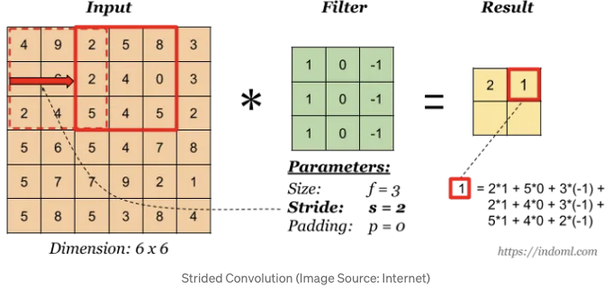 Input Filter Result
4 9 2 5 8 3
2 4 0 3
2 4 5 4 5 2
5 6 5 4 7 8
5 7 7 9 2 1
5 8 5 3 8 4
1 0 -1
1 0 -1
1 0 -1
*
=
2 1
Dimension: 6 x 6
Parameters:
Size: f = 3
Stride: s = 2
Padding: p = 0
1 = 2*1 + 5*0 + 3*(-1) +
2*1 + 4*0 + 3*(-1) +
5*1 + 4*0 + 2*(-1)
https://indoml.com
Strided Convolution (Image Source: Internet)